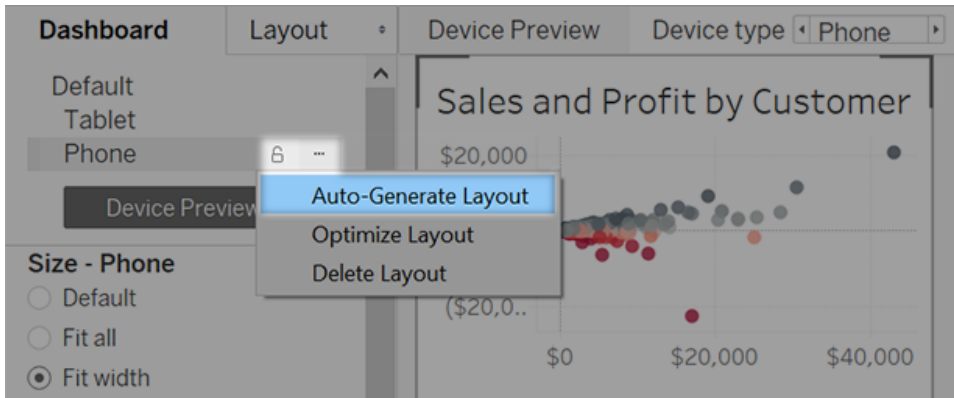 Dashboard Layout Device Preview Device type Phone
Default
Tablet
Phone
Device Preview
Auto-Generate Layout
Optimize Layout
Delete Layout
Size - Phone
Default
Fit all
Fit width
Sales and Profit by Customer
$20,000
($20,0..
$0 $20,000 $40,000